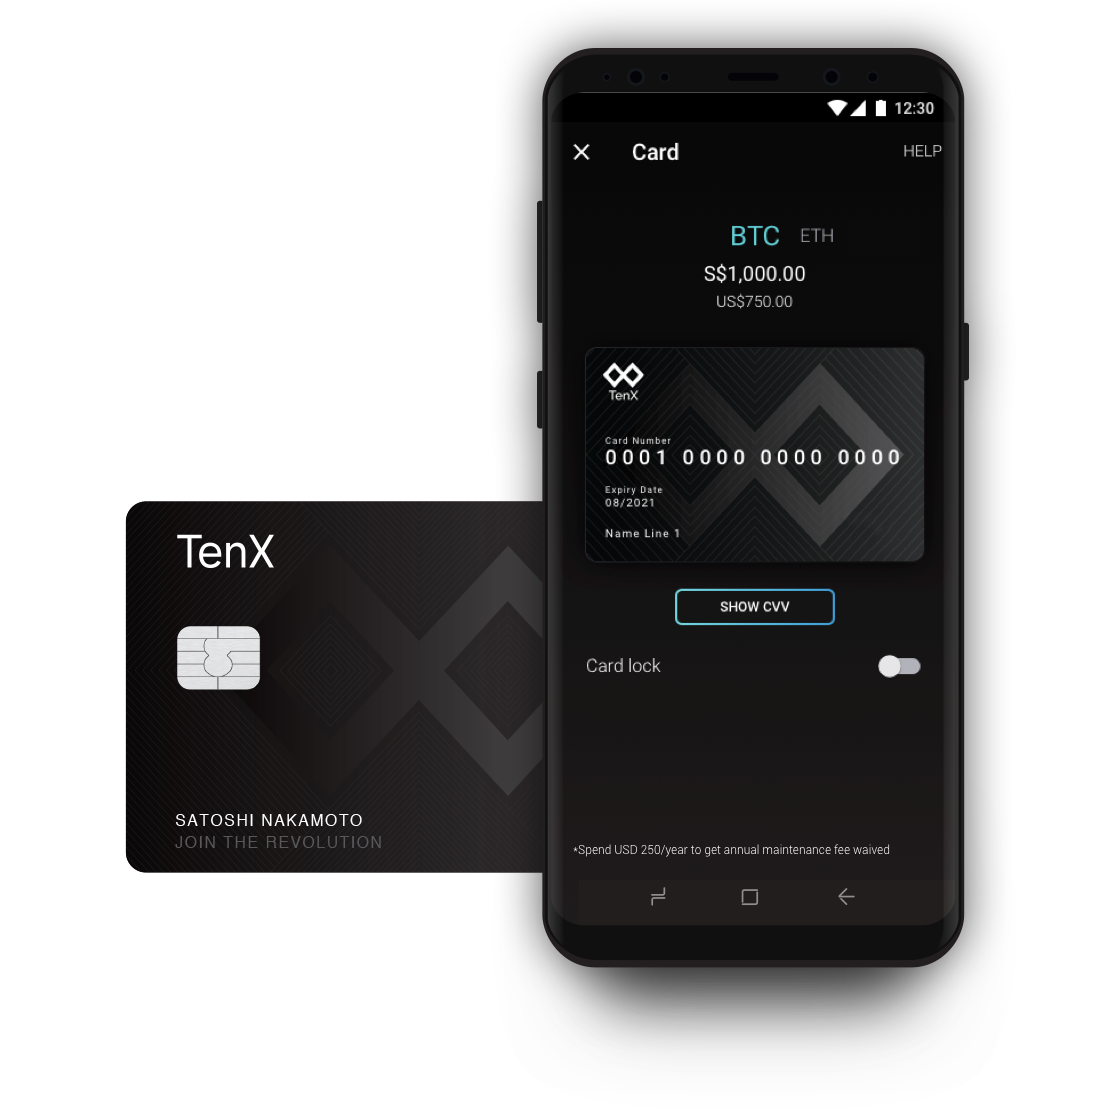 TenX
SATOSHI NAKAMOTO
JOIN THE REVOLUTION
12:30
Card
HELP
BTC ETH
S$1,000.00
US$750.00
TenX
Card Number
0001 0000 0000 0000
Expiry Date
08/2021
Name Line 1
SHOW CVV
Card lock
*Spend USD 250/year to get annual maintenance fee waived